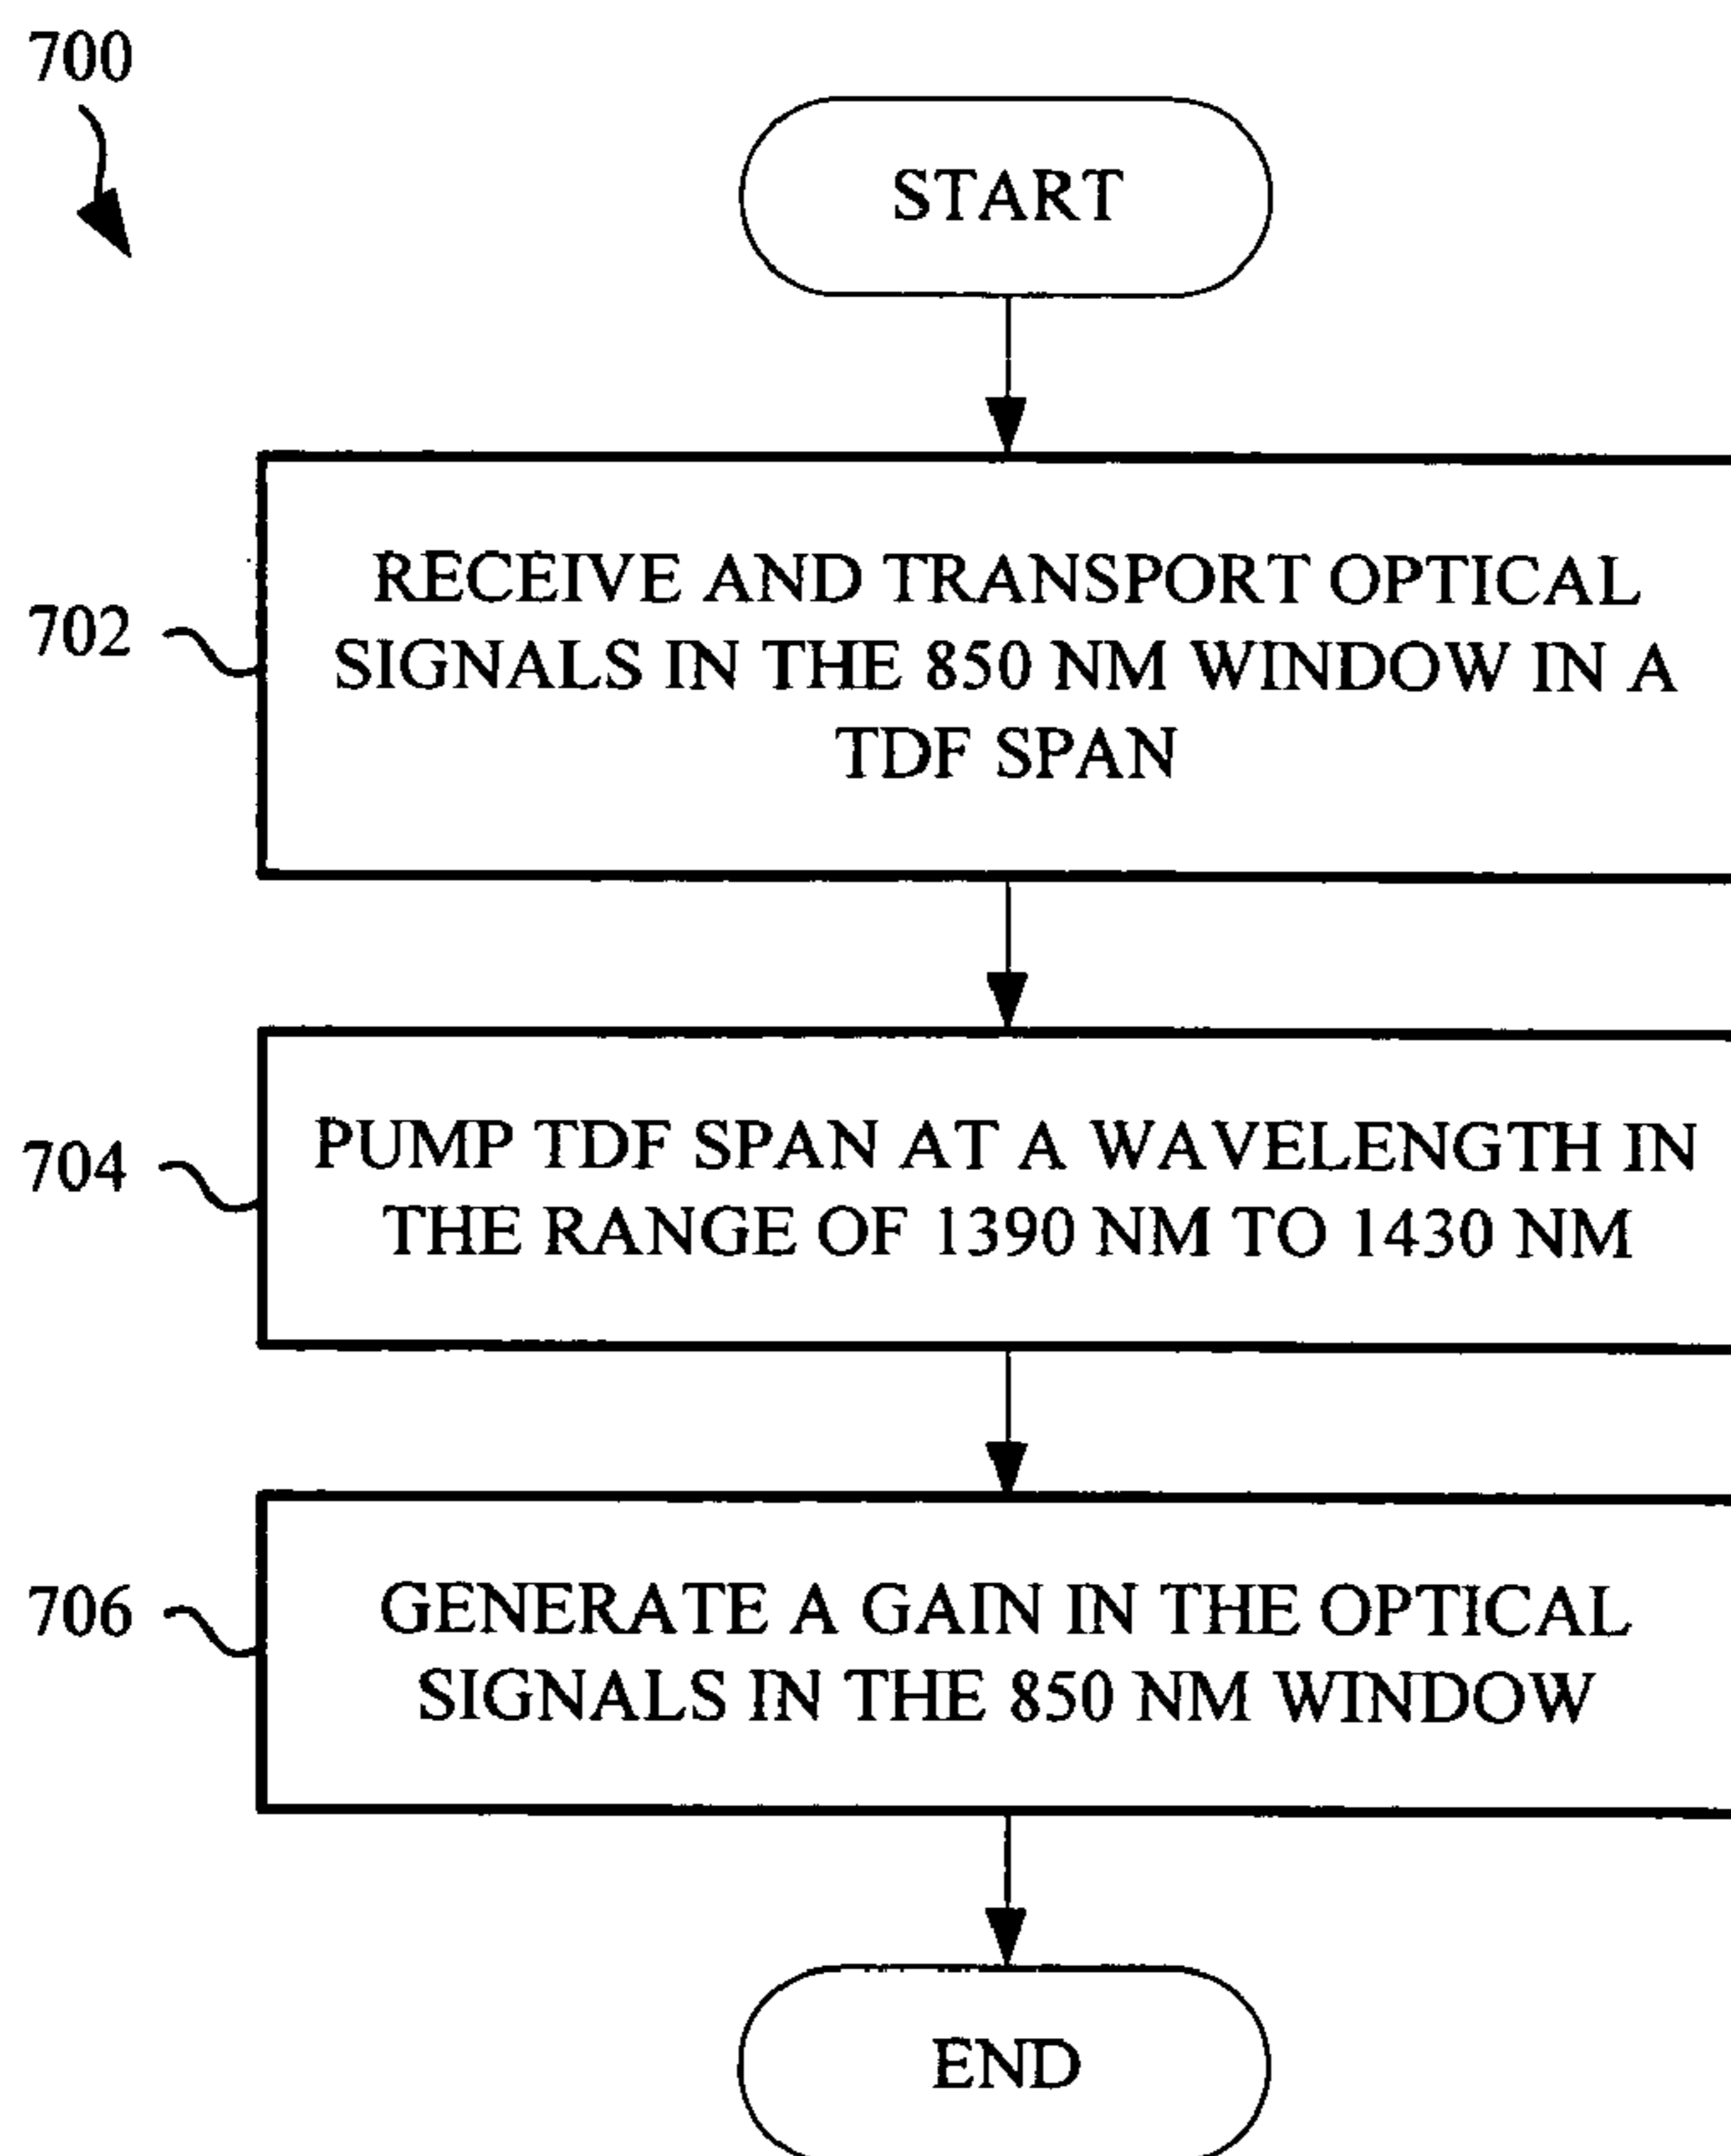 700
START
702
RECEIVE AND TRANSPORT OPTICAL
SIGNALS IN THE 850 NM WINDOW IN A
TDF SPAN
704
PUMP TDF SPAN AT A WAVELENGTH IN
THE RANGE OF 1390 NM TO 1430 NM
706
GENERATE A GAIN IN THE OPTICAL
SIGNALS IN THE 850 NM WINDOW
END